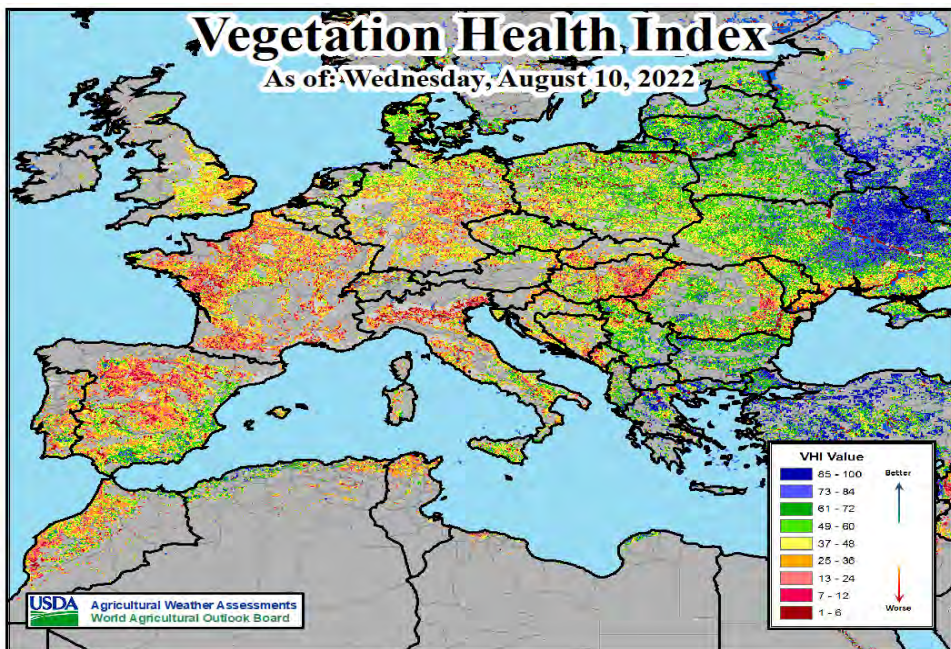 Vegetation Health Index
As of: Wednesday, August 10, 2022
VHI Value
85 - 100
73 - 84
61 - 72
49 - 60
37 - 48
25 - 36
13 - 24
7 - 12
1 - 6
Better
Worse
USDA
Agricultural Weather Assessments
World Agricultural Outlook Board